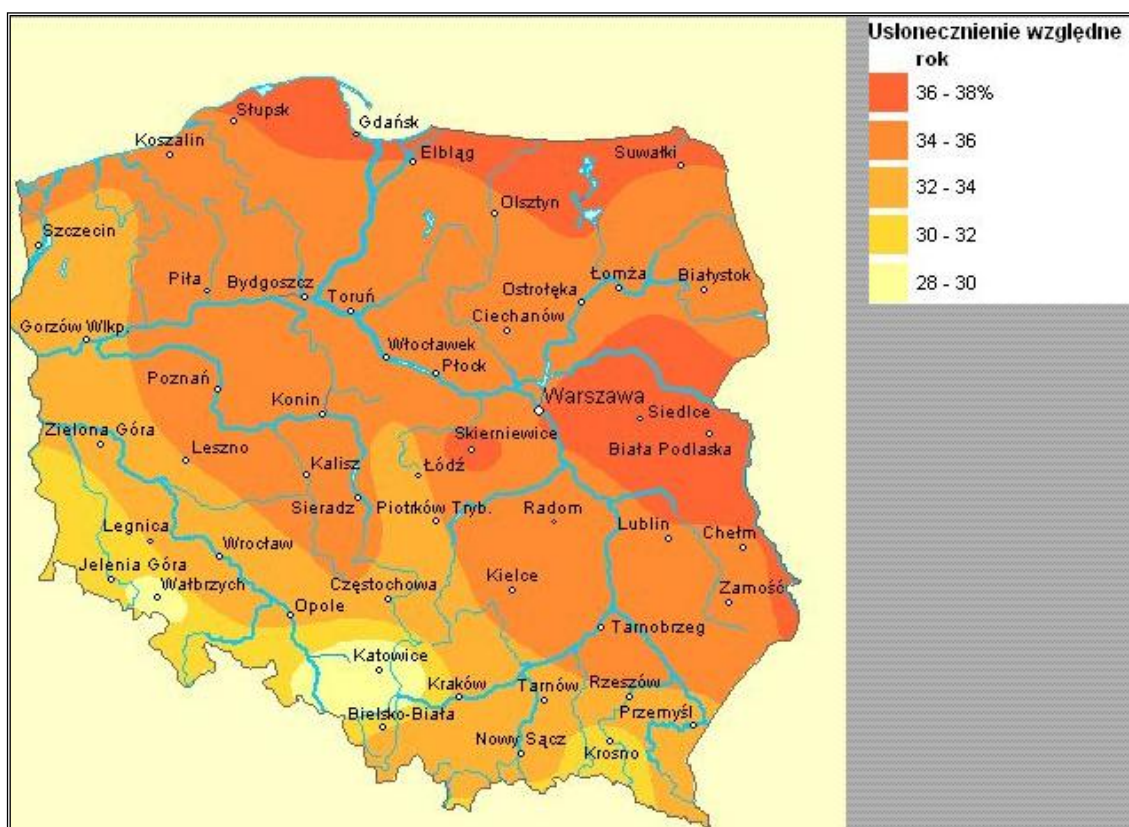 Usłonecznienie względne
rok
36 - 38%
34 - 36
32 - 34
30 - 32
28 - 30
Słupsk
Gdańsk
Koszalin
Elbląg
Suwałki
Olsztyn
Szczecin
Piła
Bydgoszcz
Toruń
Łomża
Białystok
Ostrołęka
Ciechanów
Gorzów Wlkp.
Włocławek
Płock
Poznań
Konin
Warszawa
Siedlce
Skierniewice
Biała Podlaska
Zielona Góra
Leszno
Kalisz
Łódź
Sieradz
Piotrków Tryb.
Radom
Lublin
Chełm
Legnica
Wrocław
Jelenia Góra
Wałbrzych
Częstochowa
Kielce
Zamość
Opole
Tarnobrzeg
Katowice
Kraków
Tarnów
Rzeszów
Bielsko-Biała
Przemyśl
Nowy Sącz
Krosno